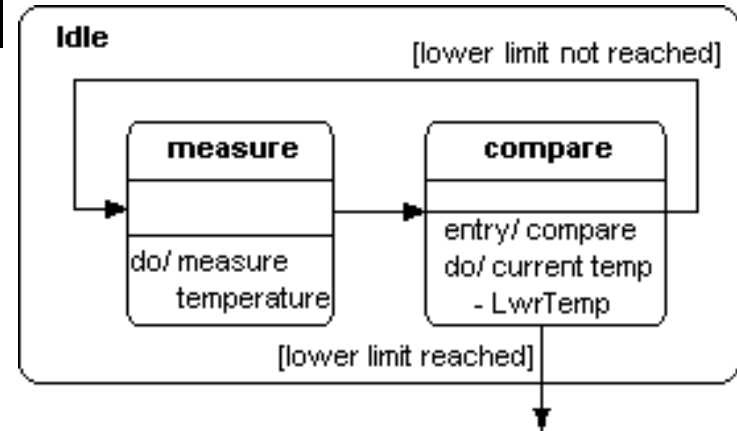 Idle
[lower limit not reached]
measure
compare
do/ measure
temperature
entry/ compare
do/ current temp
- LwrTemp
[lower limit reached]